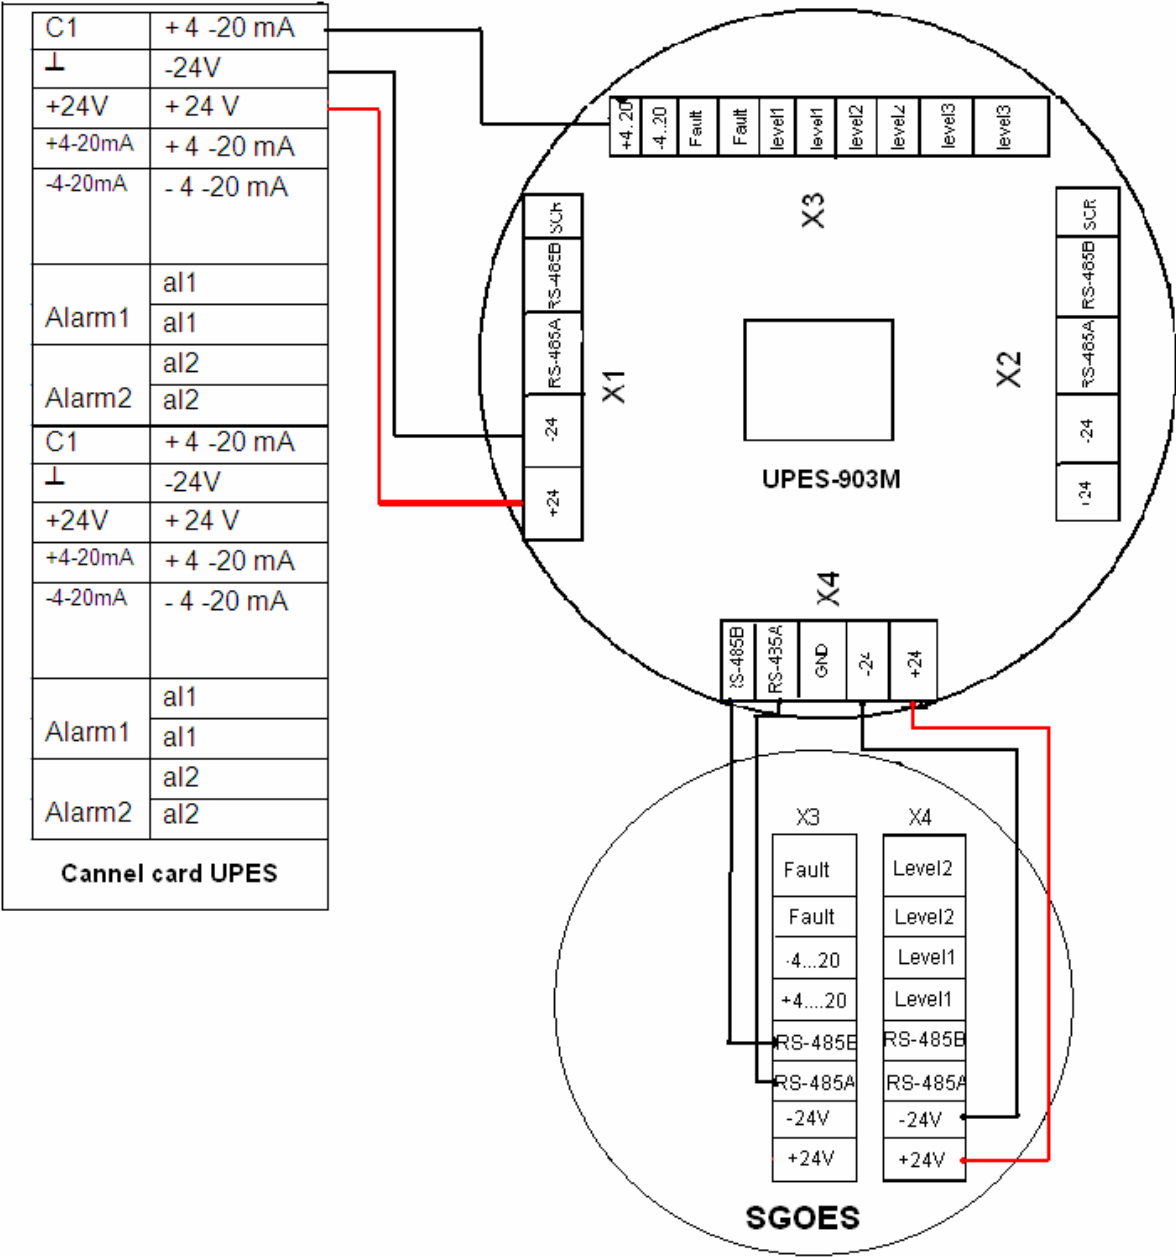 C1 +4 -20 mA
⊥ -24V
+24V +24 V
+4-20mA +4 -20 mA
-4-20mA - 4 -20 mA
al1
Alarm1 al1
al2
Alarm2 al2
C1 +4 -20 mA
⊥ -24V
+24V +24 V
+4-20mA +4 -20 mA
-4-20mA - 4 -20 mA
al1
Alarm1 al1
al2
Alarm2 al2
Cannel card UPES
+4..20 -4..20 Fault Fault level1 level1 level2 level2 level3 level3
X3
SCR
RS-485B
RS-485A
-24
+24
X1
SCR
RS-485B
RS-485A
-24
+24
X2
UPES-903M
X4
RS-485B RS-485A GND -24 +24
X3 X4
Fault Level2
Fault Level2
-4...20 Level1
+4....20 Level1
RS-485B RS-485B
RS-485A RS-485A
-24V -24V
+24V +24V
SGOES